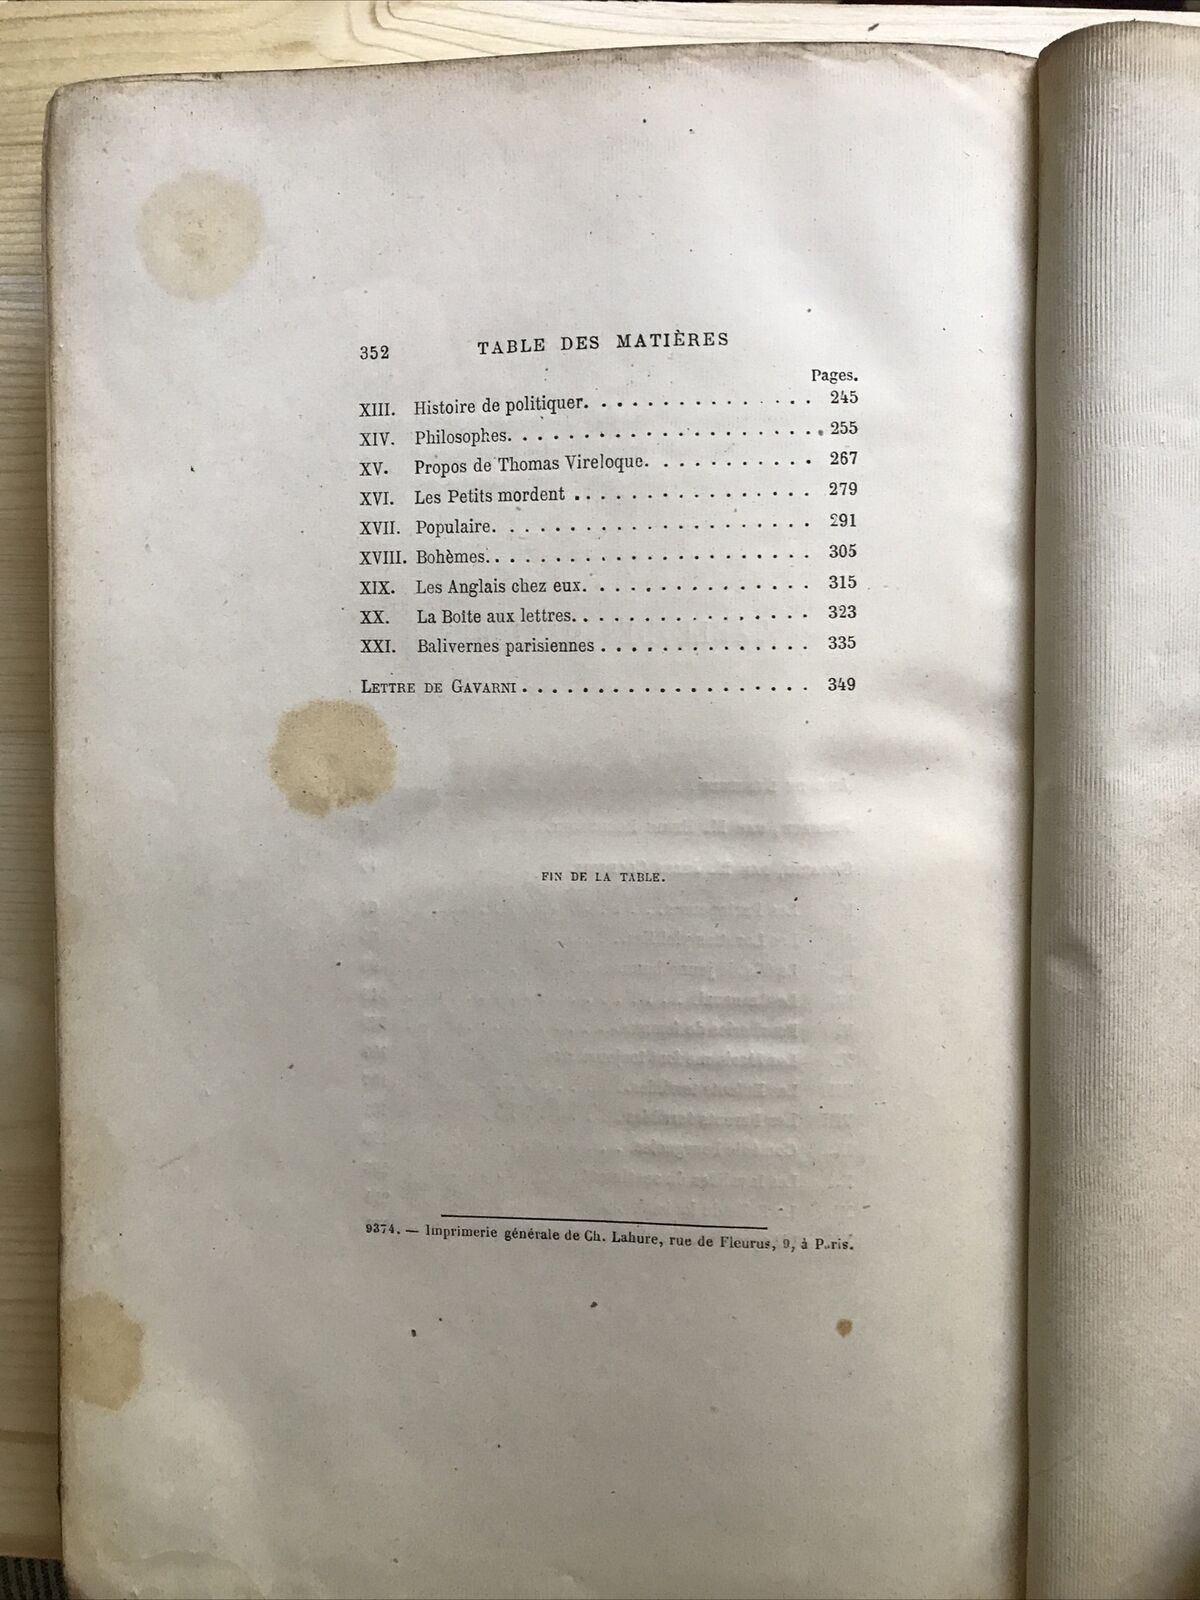 352 TABLE DES MATIÈRES
Pages.
XIII. Histoire de politiquer. . . . . . . . . . . . . . . 245
XIV. Philosophes. . . . . . . . . . . . . . . . . . . . . 255
XV. Propos de Thomas Vireloque. . . . . . . . . . . 267
XVI. Les Petits mordent . . . . . . . . . . . . . . . . 279
XVII. Populaire. . . . . . . . . . . . . . . . . . . . . . 291
XVIII. Bohèmes. . . . . . . . . . . . . . . . . . . . . . 305
XIX. Les Anglais chez eux. . . . . . . . . . . . . . . 315
XX. La Boîte aux lettres. . . . . . . . . . . . . . . . 323
XXI. Balivernes parisiennes . . . . . . . . . . . . . . 335
LETTRE DE GAVARNI . . . . . . . . . . . . . . . . . . . 349
FIN DE LA TABLE.
9374. — Imprimerie générale de Ch. Lahure, rue de Fleurus, 9, à Paris.